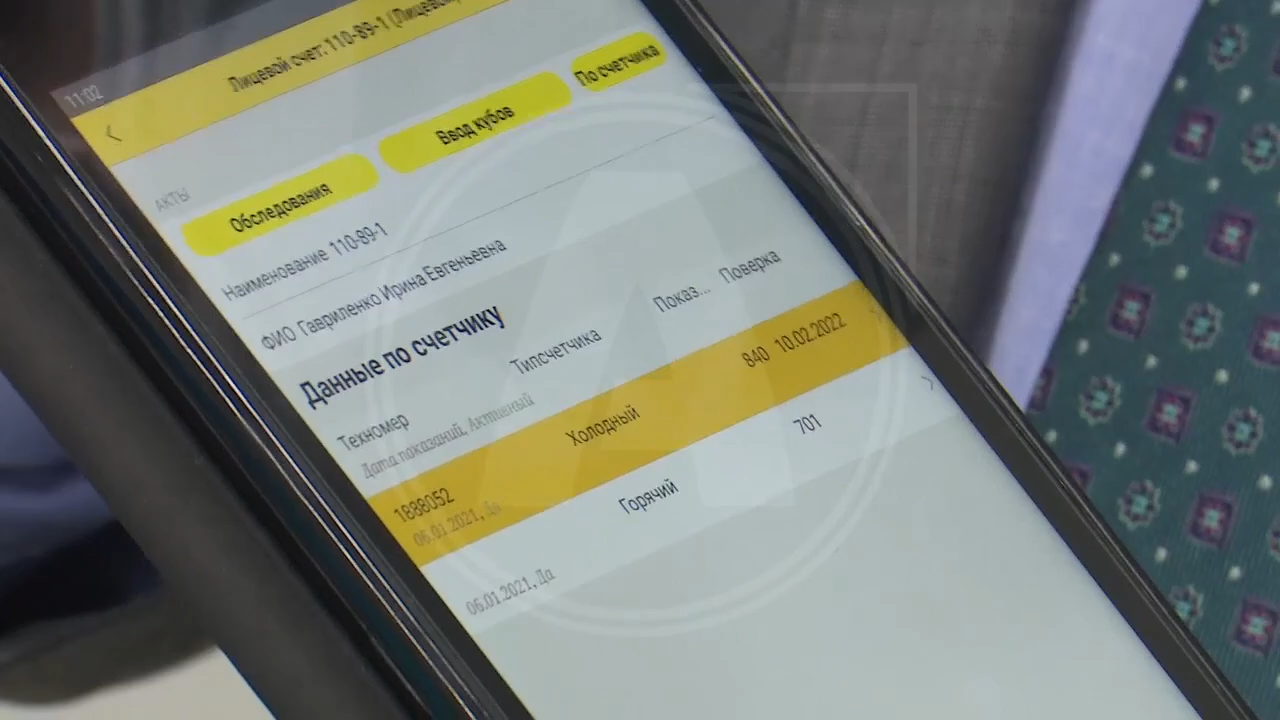 11:02
Лицевой счет: 110-89-1 (Лицевой
АКТЫ
Обследования Ввод кубов По счетчика
Наименование 110-89-1
ФИО Гавриленко Ирина Евгеньевна
Данные по счетчику
Техномер Типсчетчика Показ... Поверка
Дата показаний, Активный
1888052 Холодный 840 10.02.2022
06.01.2021, Да
Горячий 701
06.01.2021, Да